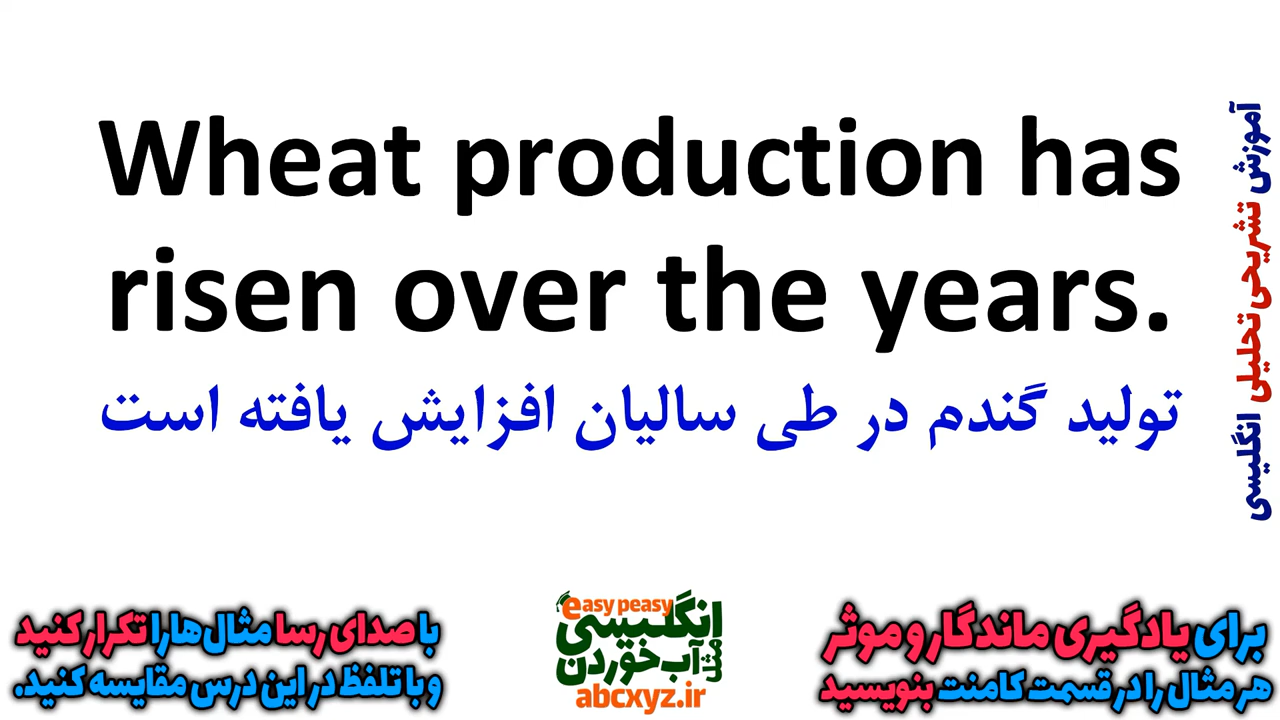 Wheat production has
risen over the years.
تولید گندم در طی سالیان افزایش یافته است
آموزش تشریحی تحلیلی انگلیسی
برای یادگیری ماندگار و موثر
هر مثال را در قسمت کامنت بنویسید
easy peasy
انگلیسی
مثل آب خوردن
abcxyz.ir
با صدای رسا مثال‌ها را تکرار کنید
و با تلفظ در این درس مقایسه کنید.